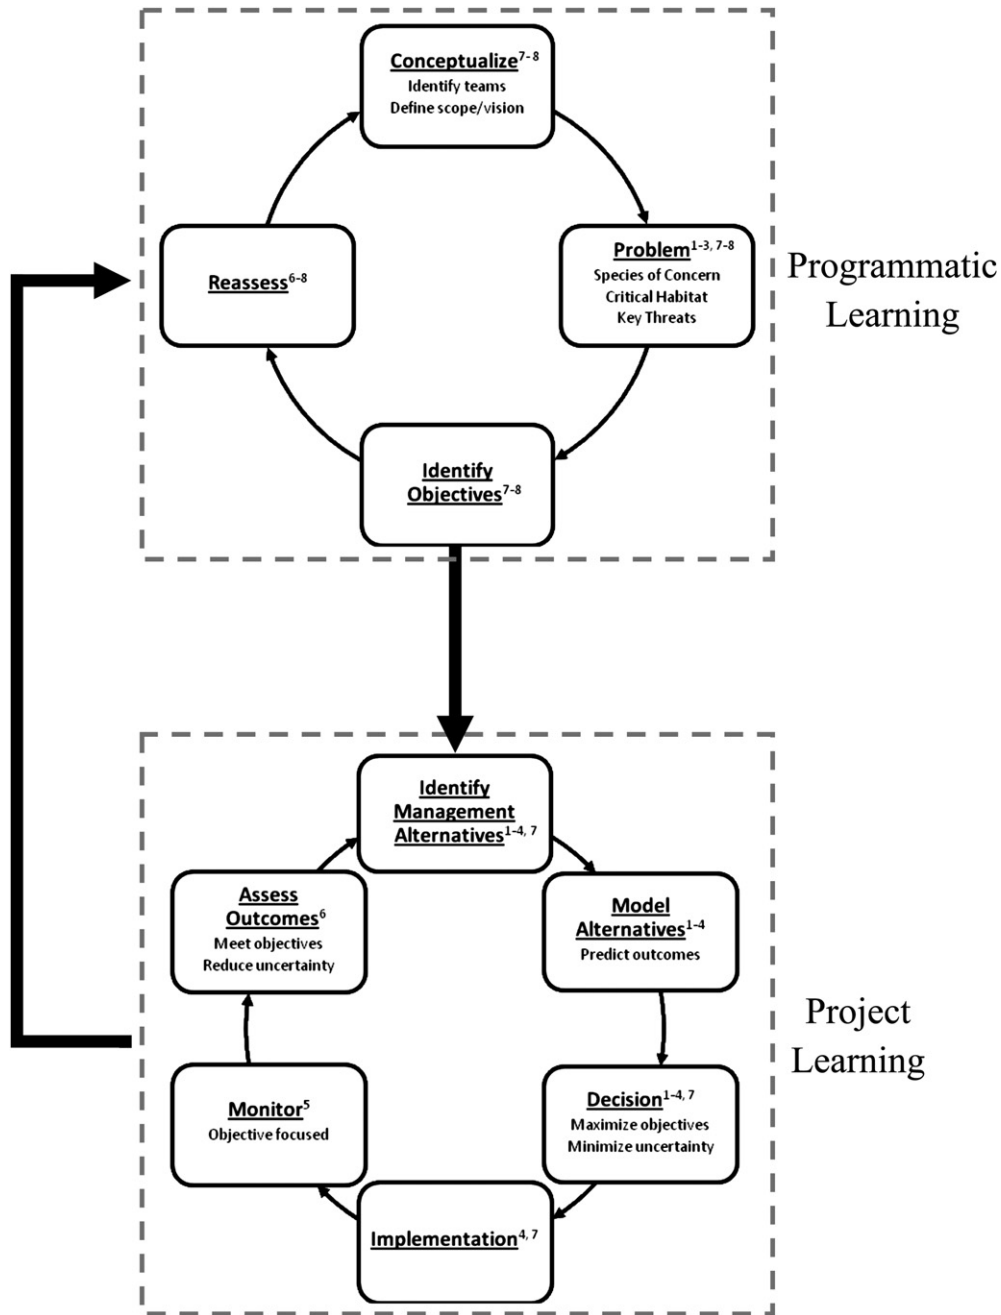 Conceptualize7-8
Identify teams
Define scope/vision
Reassess6-8
Problem1-3, 7-8
Species of Concern
Critical Habitat
Key Threats
Programmatic
Learning
Identify
Objectives7-8
Identify
Management
Alternatives1-4, 7
Assess
Outcomes6
Meet objectives
Reduce uncertainty
Model
Alternatives1-4
Predict outcomes
Project
Learning
Monitor5
Objective focused
Decision1-4, 7
Maximize objectives
Minimize uncertainty
Implementation4, 7